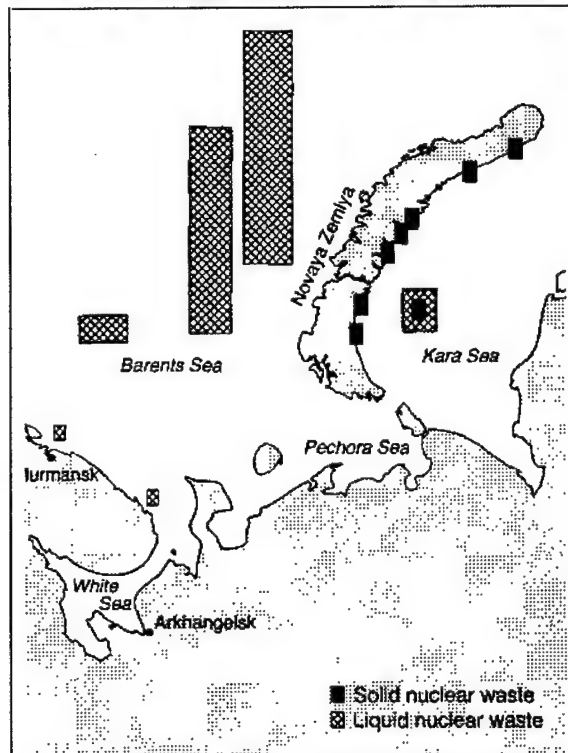 Novaya Zemlya
Barents Sea
Kara Sea
Pechora Sea
lurmansk
White
Sea
Arkhangelsk
Solid nuclear waste
Liquid nuclear waste